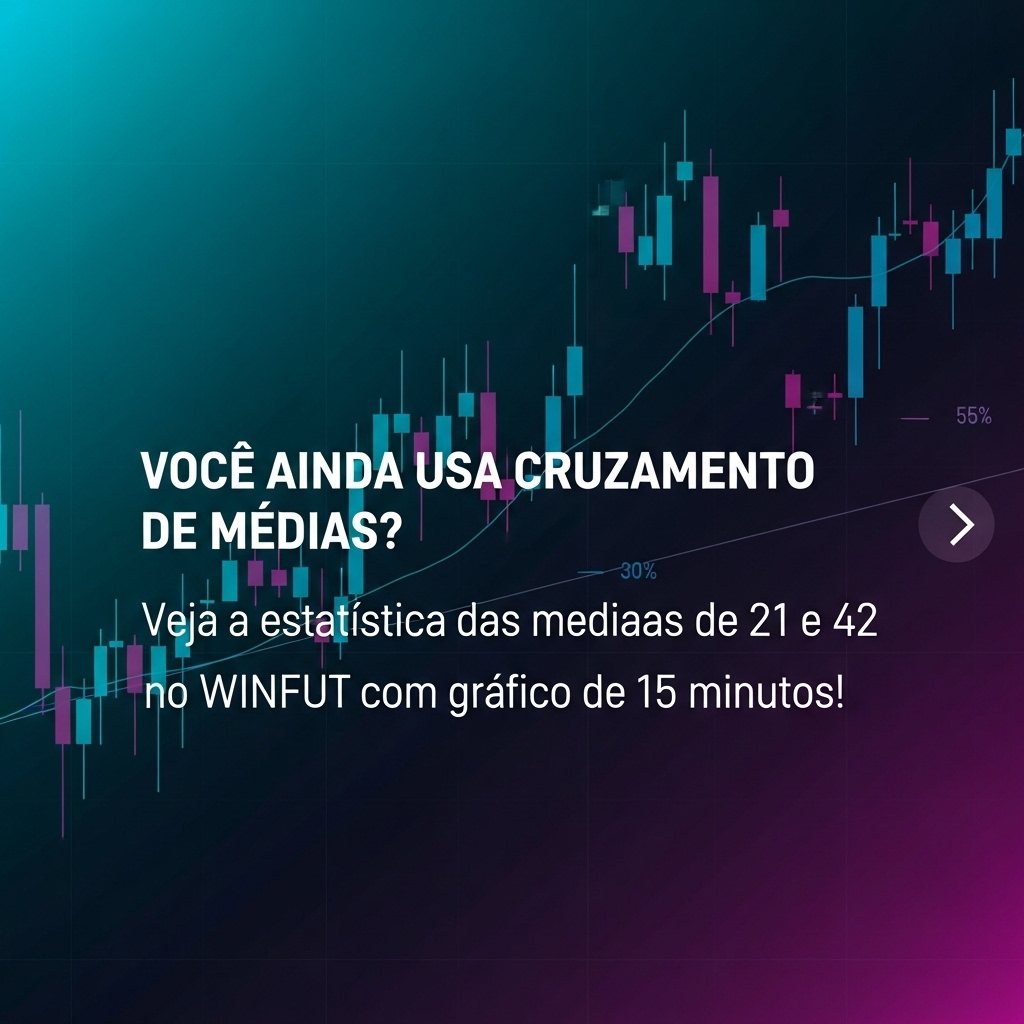 VOCÊ AINDA USA CRUZAMENTO
DE MÉDIAS?
Veja a estatística das mediaas de 21 e 42
no WINFUT com gráfico de 15 minutos!
55%
30%